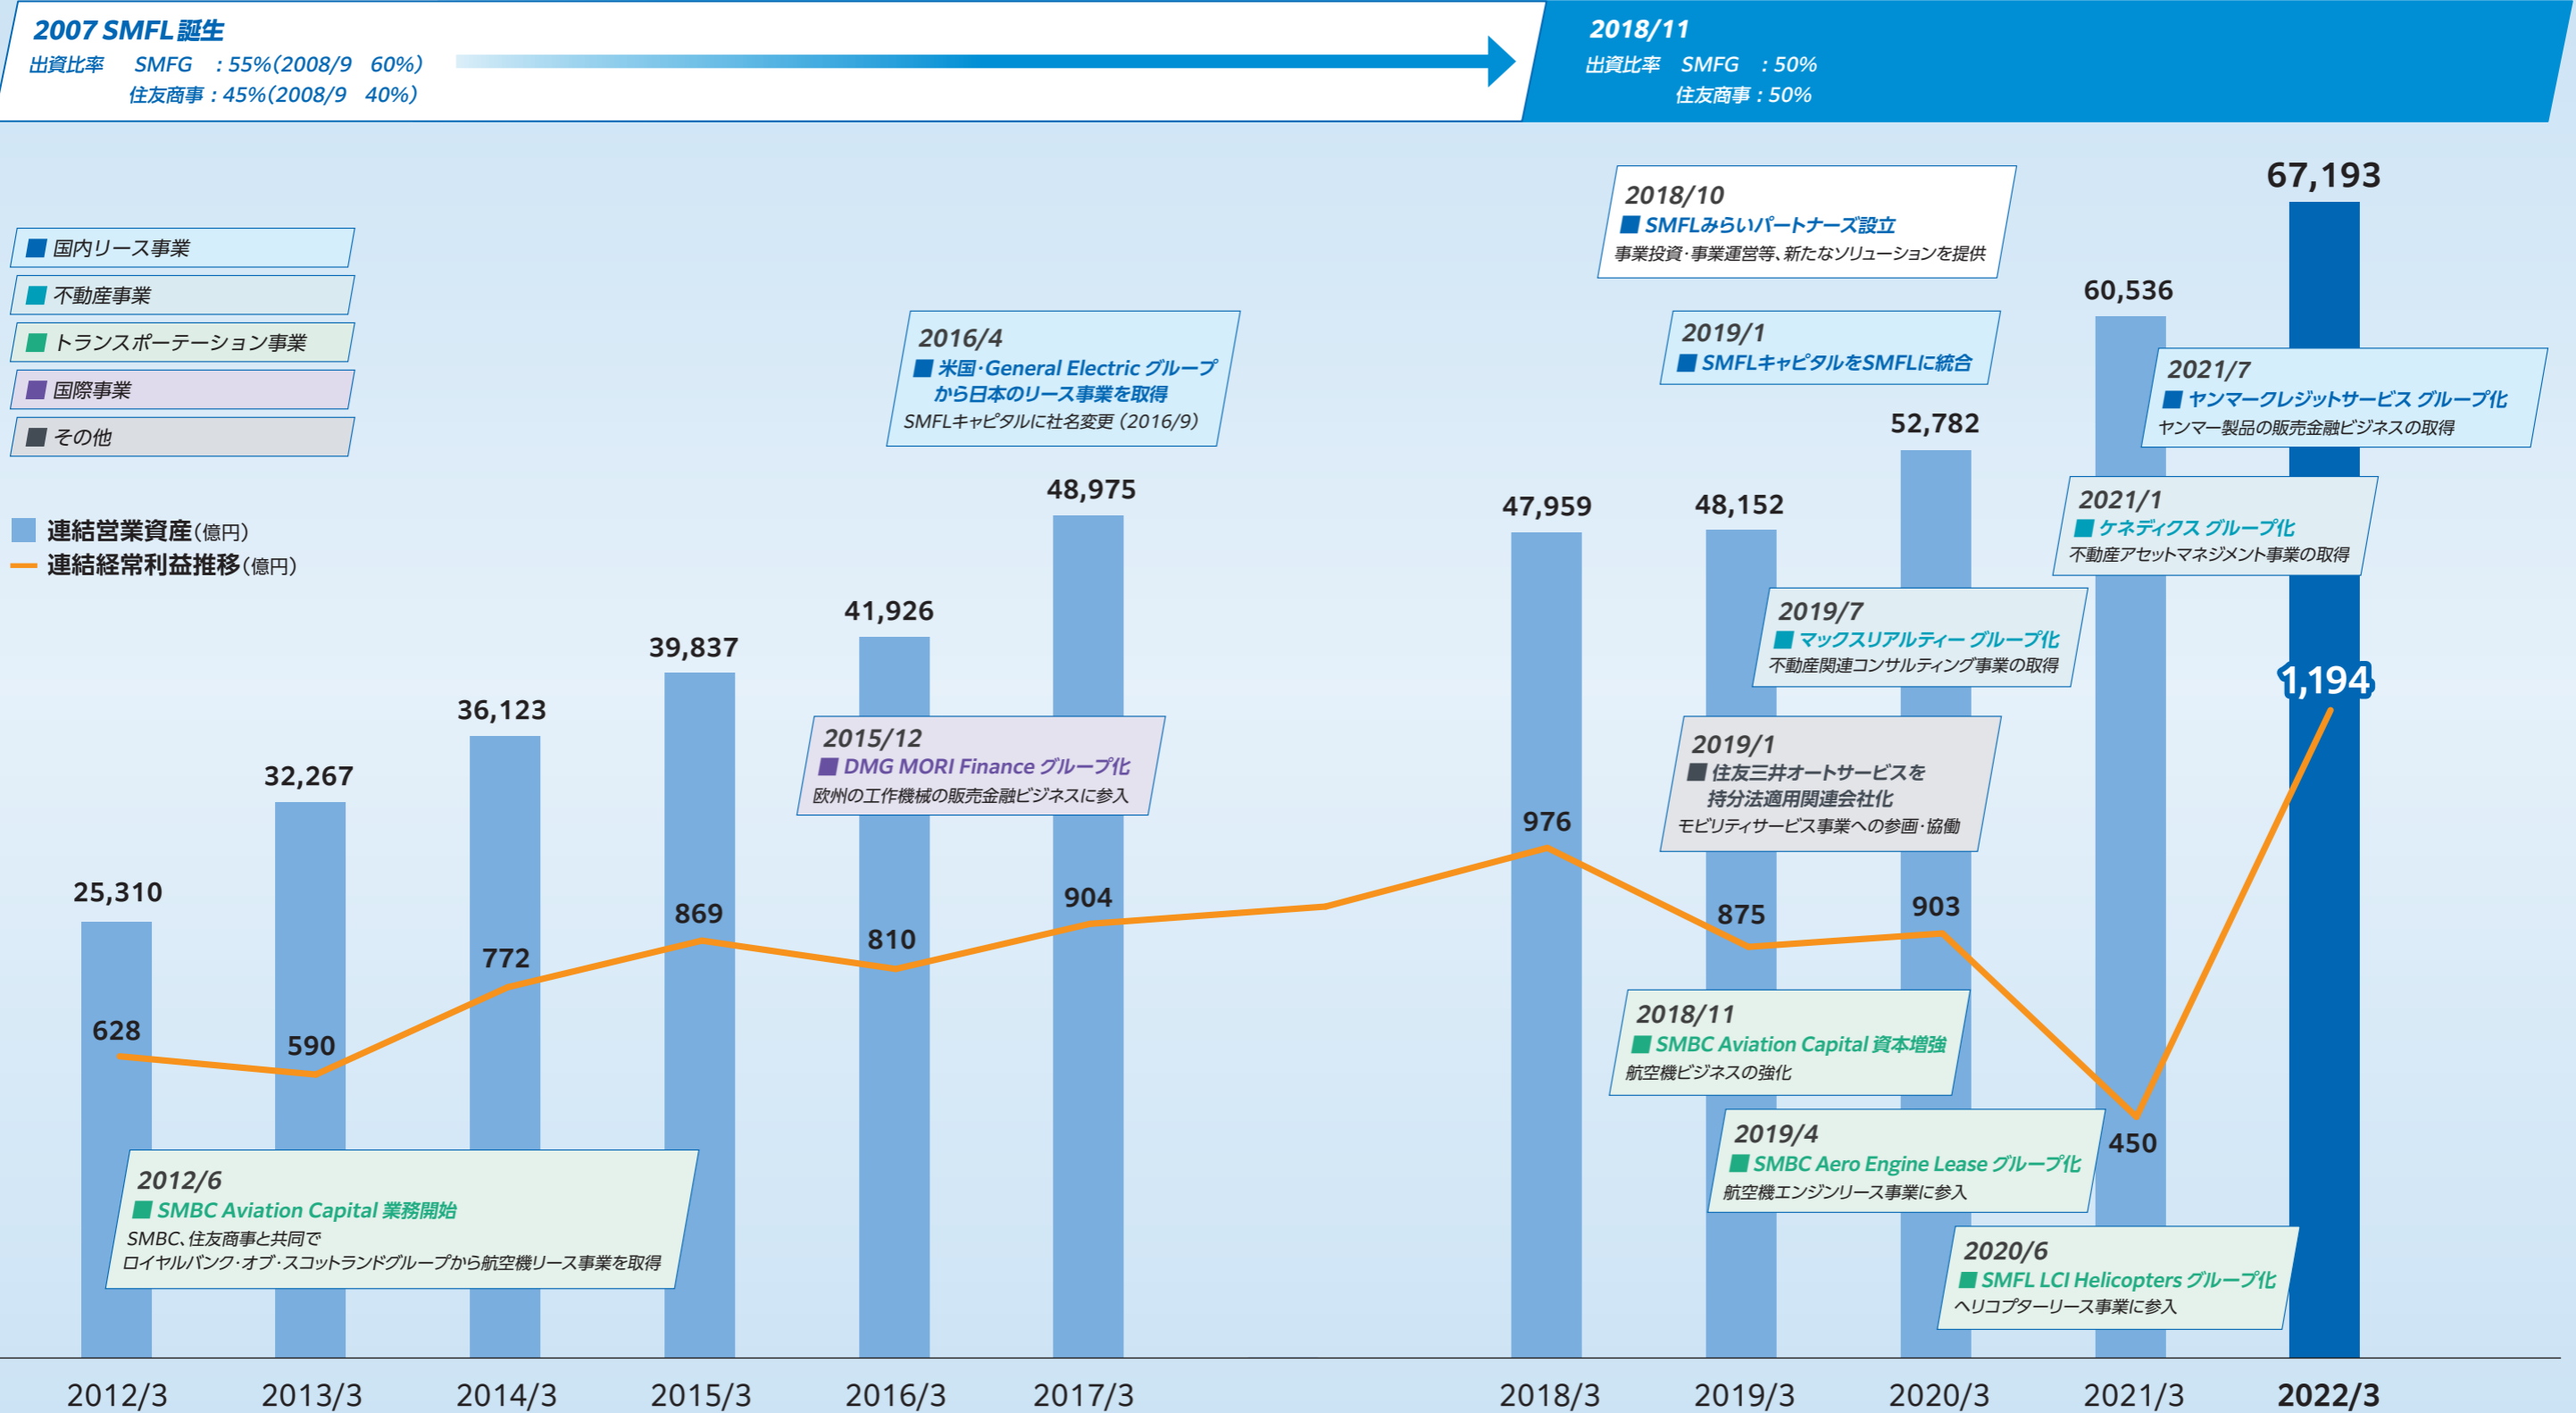 2007 SMFL誕生
出資比率 SMFG : 55%(2008/9 60%)
住友商事 : 45%(2008/9 40%)
2018/11
出資比率 SMFG : 50%
住友商事 : 50%
国内リース事業
不動産事業
トランスポーテーション事業
国際事業
その他
連結営業資産(億円)
連結経常利益推移(億円)
2012/6
SMBC Aviation Capital 業務開始
SMBC、住友商事と共同で
ロイヤルバンク・オブ・スコットランドグループから航空機リース事業を取得
2015/12
DMG MORI Finance グループ化
欧州の工作機械の販売金融ビジネスに参入
2016/4
米国・General Electric グループ
から日本のリース事業を取得
SMFLキャピタルに社名変更(2016/9)
2018/10
SMFLみらいパートナーズ設立
事業投資・事業運営等、新たなソリューションを提供
2019/1
SMFLキャピタルをSMFLに統合
2021/7
ヤンマークレジットサービス グループ化
ヤンマー製品の販売金融ビジネスの取得
2021/1
ケネディクス グループ化
不動産アセットマネジメント事業の取得
2019/7
マックスリアルティー グループ化
不動産関連コンサルティング事業の取得
2019/1
住友三井オートサービスを
持分法適用関連会社化
モビリティサービス事業への参画・協働
2018/11
SMBC Aviation Capital 資本増強
航空機ビジネスの強化
2019/4
SMBC Aero Engine Lease グループ化
航空機エンジンリース事業に参入
2020/6
SMFL LCI Helicopters グループ化
ヘリコプターリース事業に参入
25,310
32,267
36,123
39,837
41,926
48,975
47,959
48,152
52,782
60,536
67,193
628
590
772
869
810
904
976
875
903
450
1,194
2012/3
2013/3
2014/3
2015/3
2016/3
2017/3
2018/3
2019/3
2020/3
2021/3
2022/3